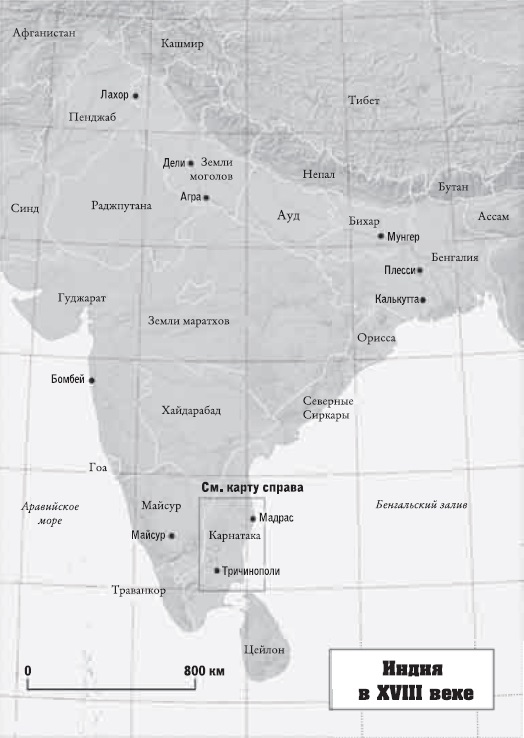 Афганистан
Кашмир
Лахор
Тибет
Пенджаб
Дели
Земли
моголов
Непал
Бутан
Агра
Синд
Раджпутана
Ауд
Бихар
Ассам
Мунгер
Бенгалия
Плесси
Гуджарат
Калькутта
Земли маратхов
Орисса
Бомбей
Хайдарабад
Северные
Сиркары
Гоа
См. карту справа
Аравийское
море
Майсур
Мадрас
Бенгальский залив
Майсур
Карнатака
Тричинополи
Траванкор
Цейлон
0 800 км
Индия
в XVIII веке